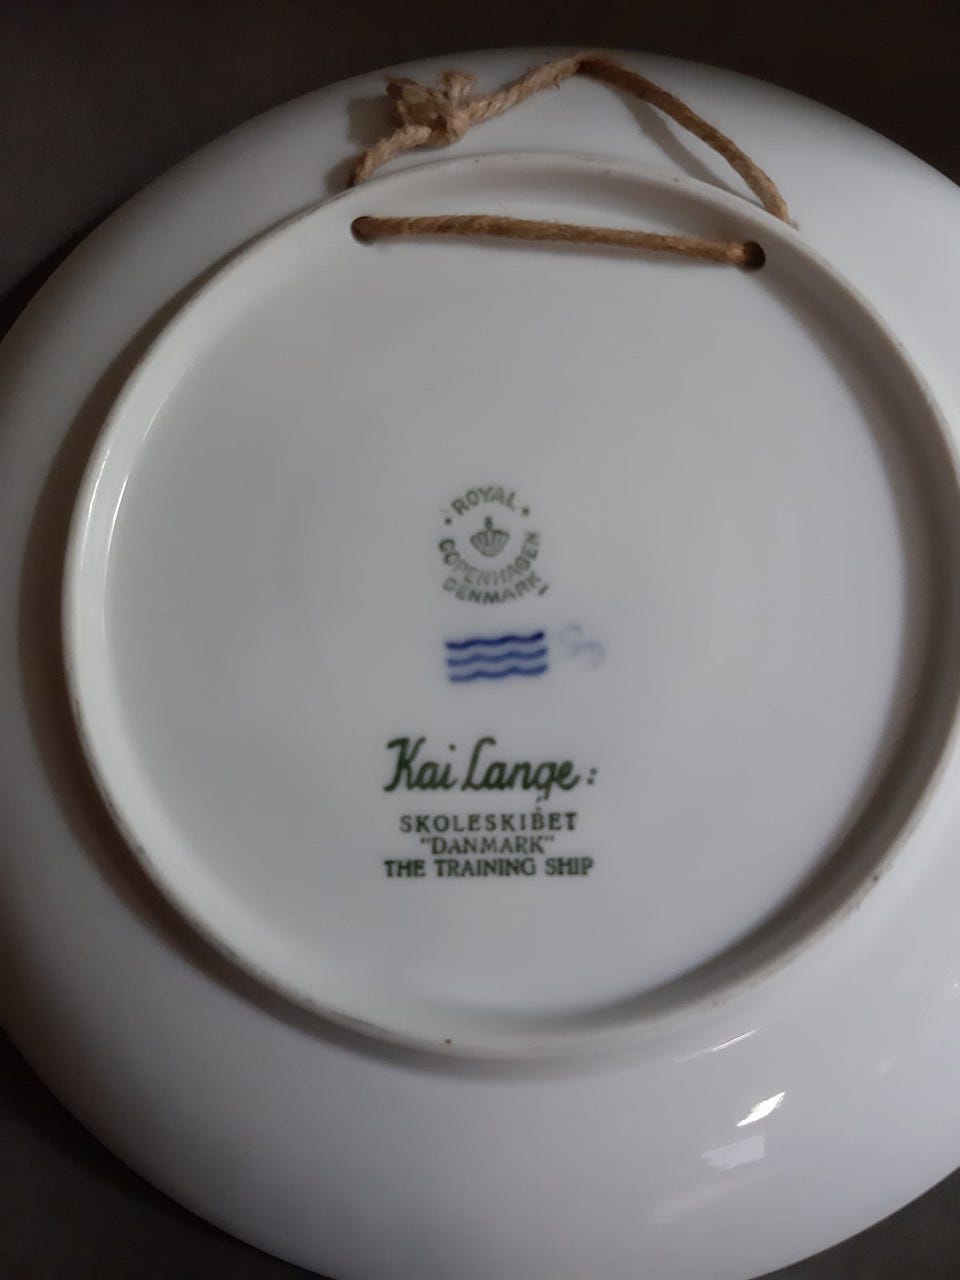 ROYAL
COPENHAGEN
DENMARK
Kai Lange:
SKOLESKIBET
"DANMARK"
THE TRAINING SHIP